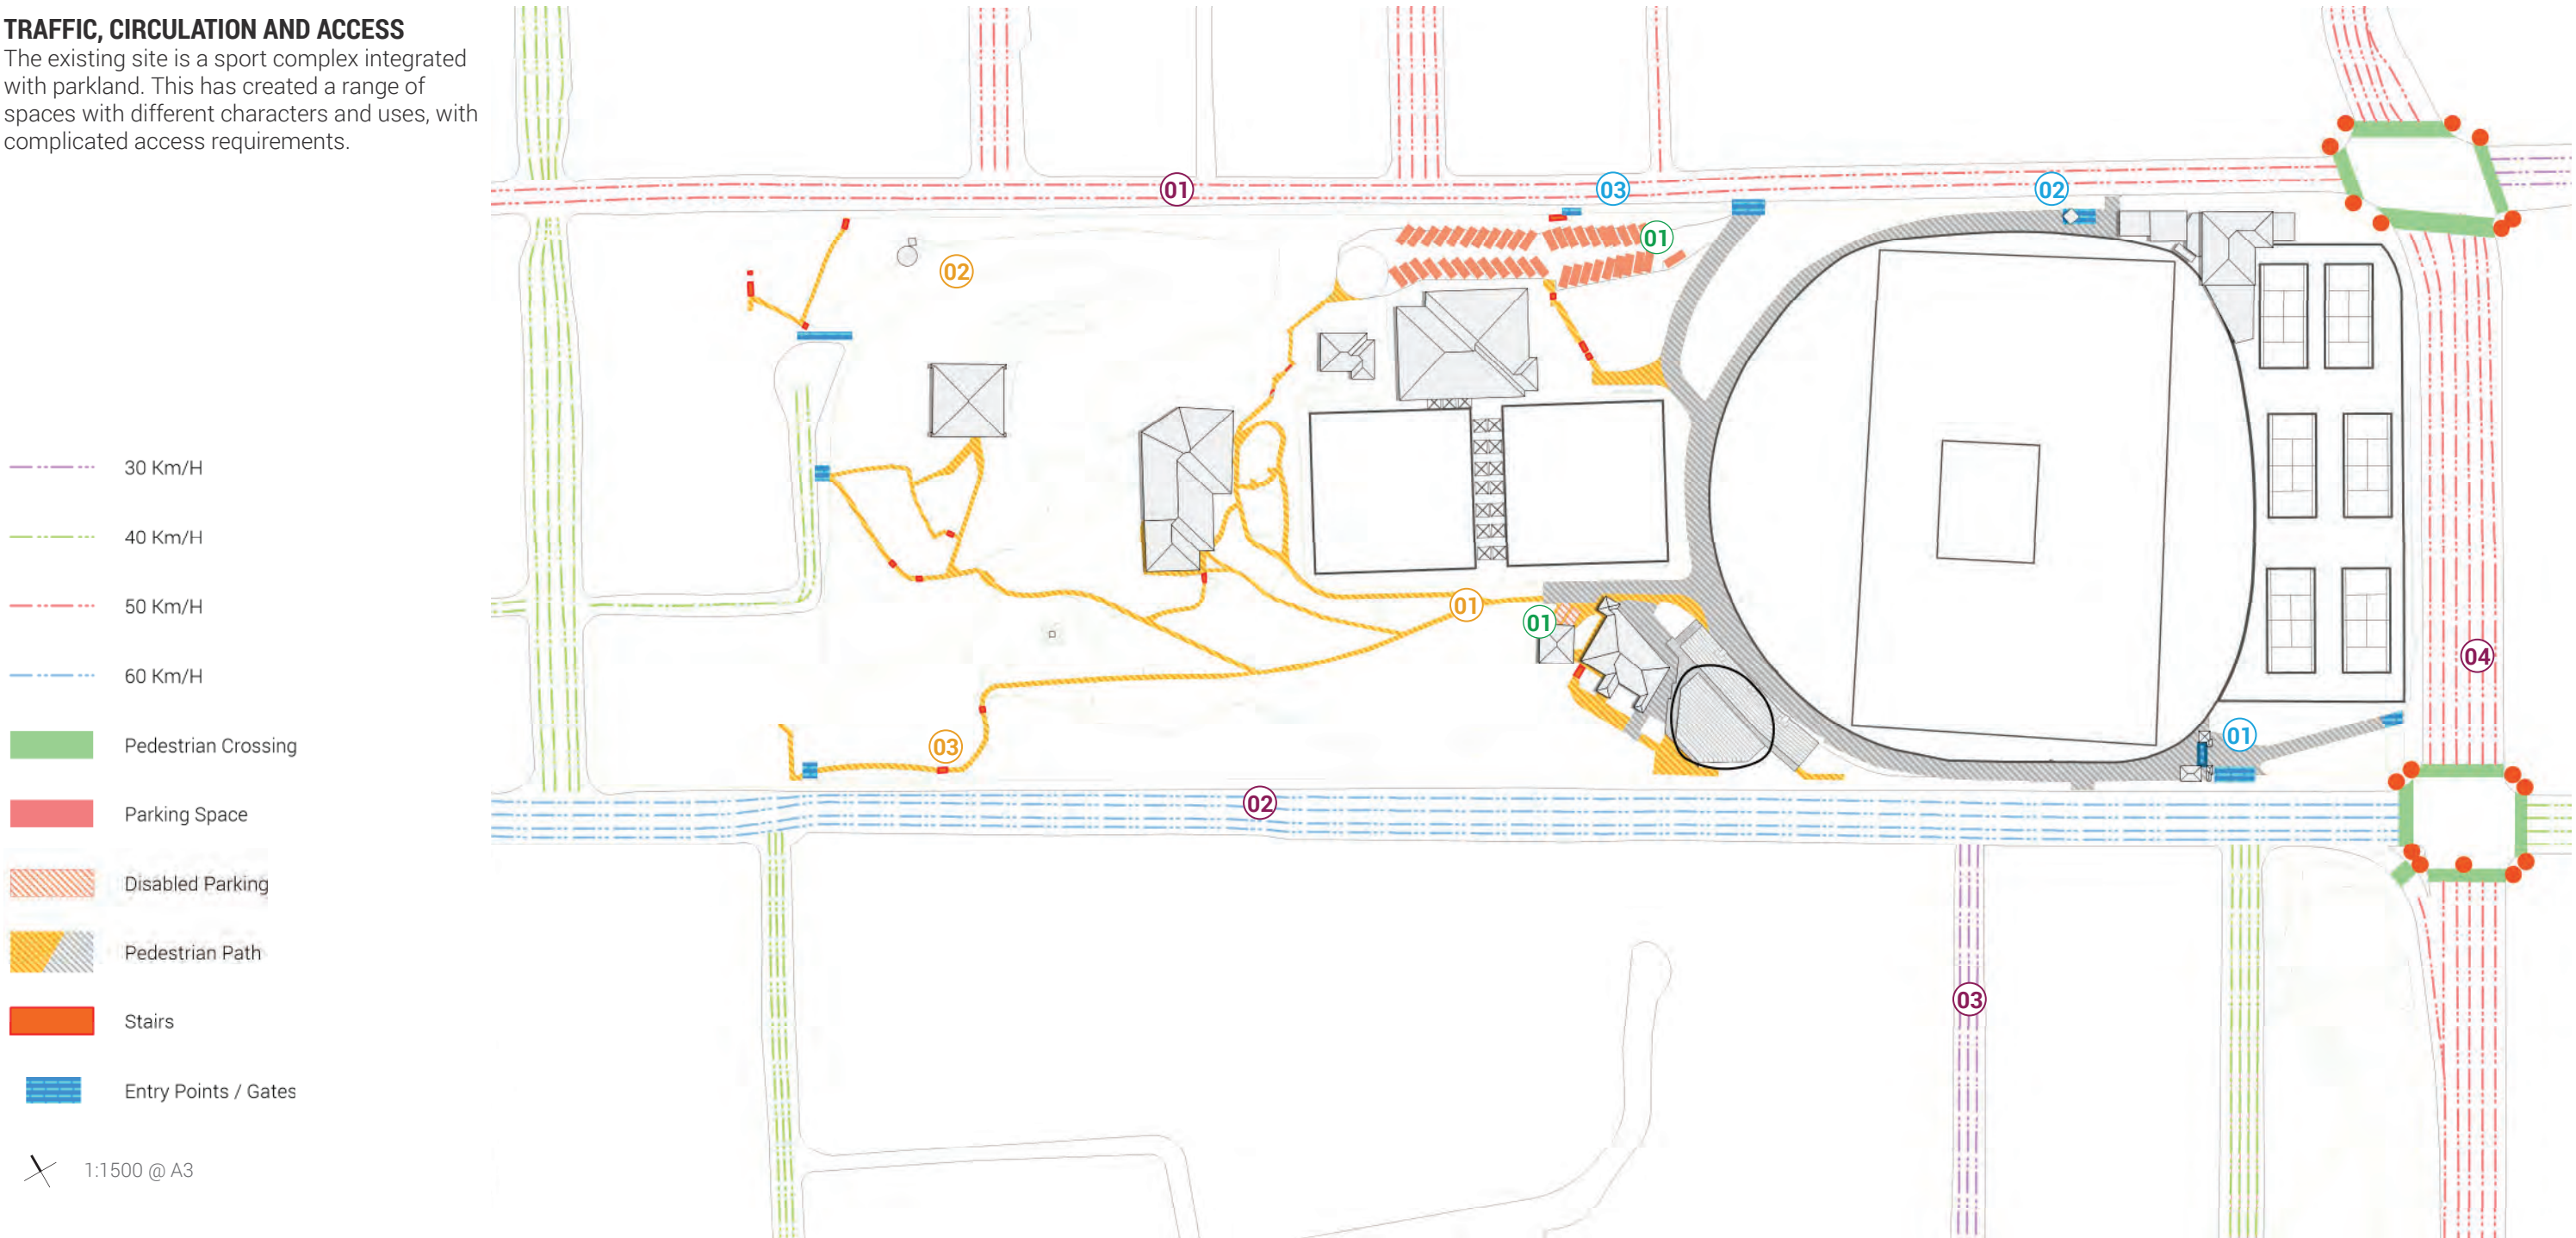 TRAFFIC, CIRCULATION AND ACCESS
The existing site is a sport complex integrated
with parkland. This has created a range of
spaces with different characters and uses, with
complicated access requirements.
01
03
02
01
02
30 Km/H
40 Km/H
50 Km/H
60 Km/H
Pedestrian Crossing
Parking Space
Disabled Parking
Pedestrian Path
Stairs
Entry Points / Gates
1:1500 @ A3
01
01
04
03
01
02
03